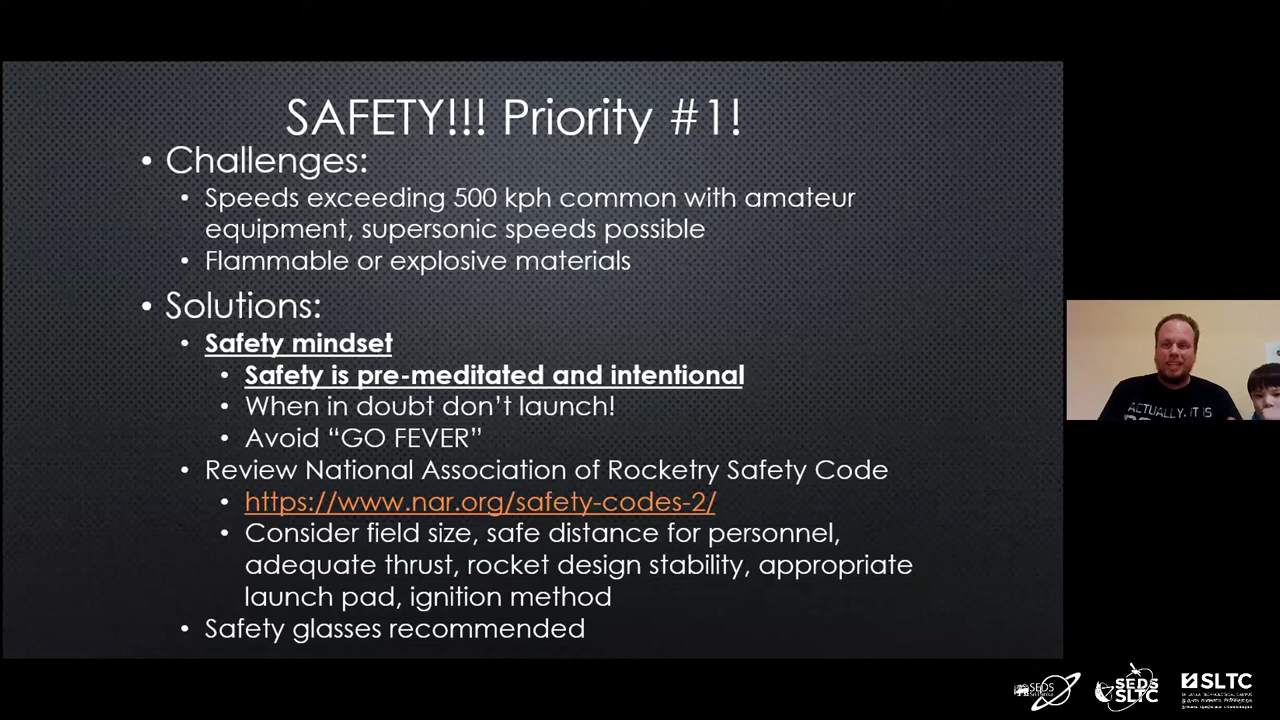 SAFETY!!! Priority #1!
• Challenges:
• Speeds exceeding 500 kph common with amateur
equipment, supersonic speeds possible
• Flammable or explosive materials
• Solutions:
• Safety mindset
• Safety is pre-meditated and intentional
• When in doubt don't launch!
• Avoid “GO FEVER”
• Review National Association of Rocketry Safety Code
• https://www.nar.org/safety-codes-2/
• Consider field size, safe distance for personnel,
adequate thrust, rocket design stability, appropriate
launch pad, ignition method
• Safety glasses recommended
ACTUALLY, IT IS
SEDS
SEDS
SLTC
SLTC